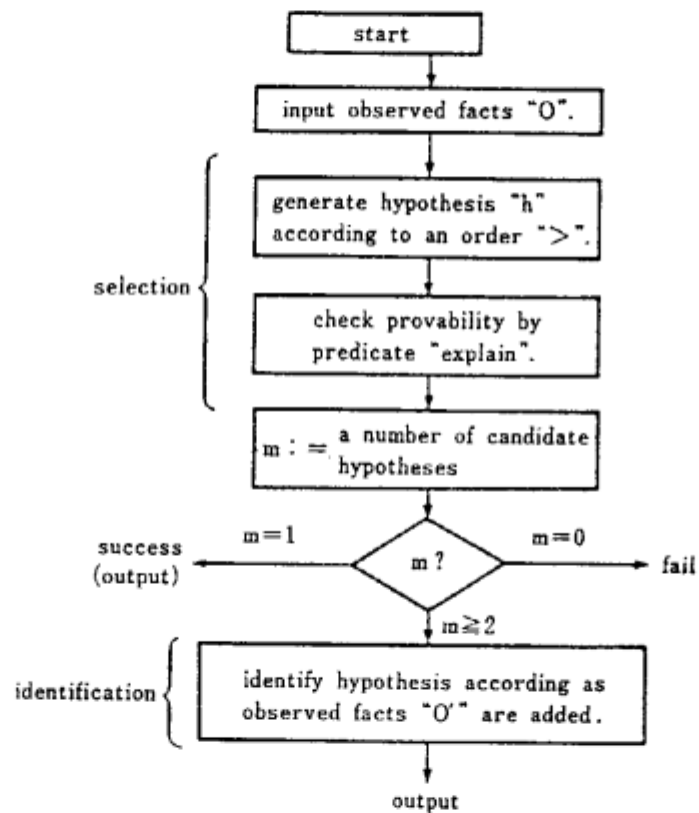 start
input observed facts "O".
generate hypothesis "h"
according to an order ">".
selection
check provability by
predicate "explain".
m := a number of candidate
hypotheses
m=1
m=0
success
(output)
m ?
fail
m≧2
identification
identify hypothesis according as
observed facts "O'" are added.
output